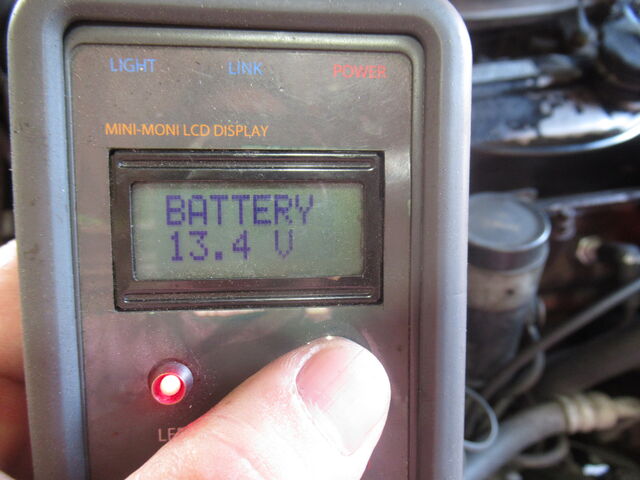 LIGHT LINK POWER
MINI-MONI LCD DISPLAY
BATTERY
13.4 V